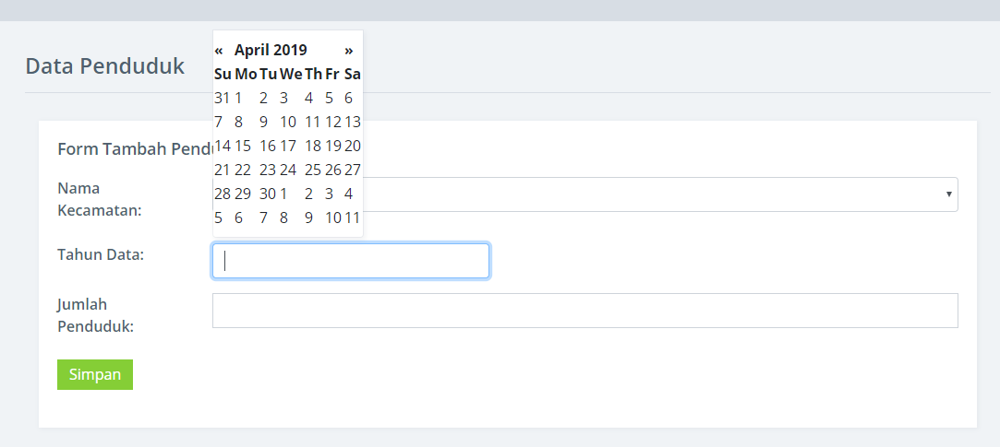 Data Penduduk
« April 2019 »
Su Mo Tu We Th Fr Sa
31 1 2 3 4 5 6
7 8 9 10 11 12 13
14 15 16 17 18 19 20
21 22 23 24 25 26 27
28 29 30 1 2 3 4
5 6 7 8 9 10 11
Form Tambah
Nama
Kecamatan:
Tahun Data:
Jumlah
Penduduk:
Simpan